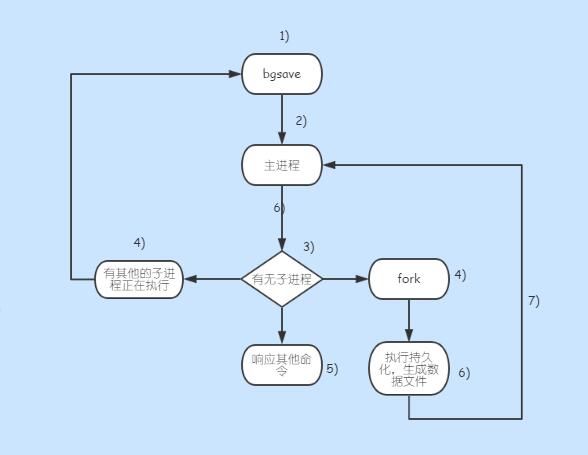 1)
bgsave
2)
主进程
6)
3)
4)
有其他的子进
程正在执行
有无子进程
fork
4)
7)
响应其他命
令
5)
执行持久
化，生成数
据文件
6)